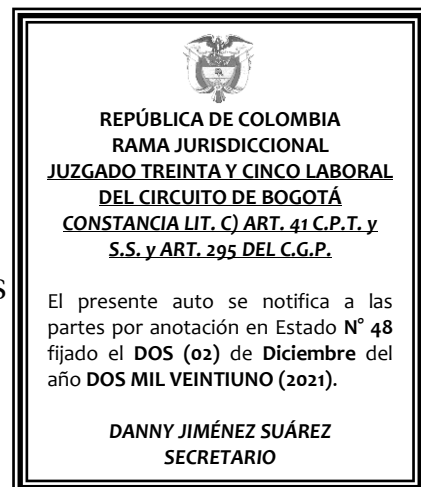 REPÚBLICA DE COLOMBIA
RAMA JURISDICCIONAL
JUZGADO TREINTA Y CINCO LABORAL
DEL CIRCUITO DE BOGOTÁ
CONSTANCIA LIT. C) ART. 41 C.P.T. y
S.S. y ART. 295 DEL C.G.P.
El presente auto se notifica a las
partes por anotación en Estado N° 48
fijado el DOS (02) de Diciembre del
año DOS MIL VEINTIUNO (2021).
DANNY JIMÉNEZ SUÁREZ
SECRETARIO